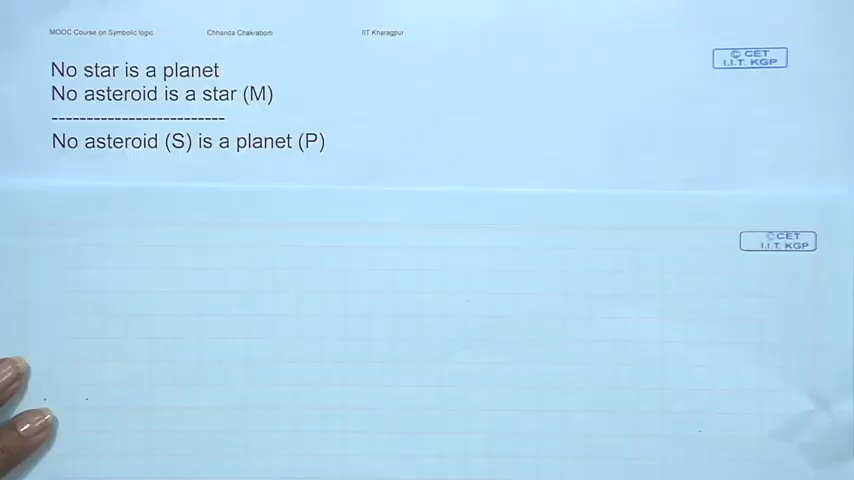 MOOC Course on Symbolic logic Chhanda Chakraborti IIT Kharagpur
© CET
I.I.T. KGP
No star is a planet
No asteroid is a star (M)
-------------------------
No asteroid (S) is a planet (P)
©CET
I.I.T. KGP